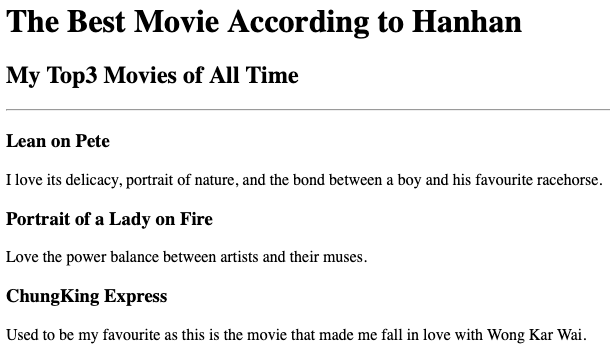 The Best Movie According to Hanhan
My Top3 Movies of All Time
Lean on Pete
I love its delicacy, portrait of nature, and the bond between a boy and his favourite racehorse.
Portrait of a Lady on Fire
Love the power balance between artists and their muses.
ChungKing Express
Used to be my favourite as this is the movie that made me fall in love with Wong Kar Wai.